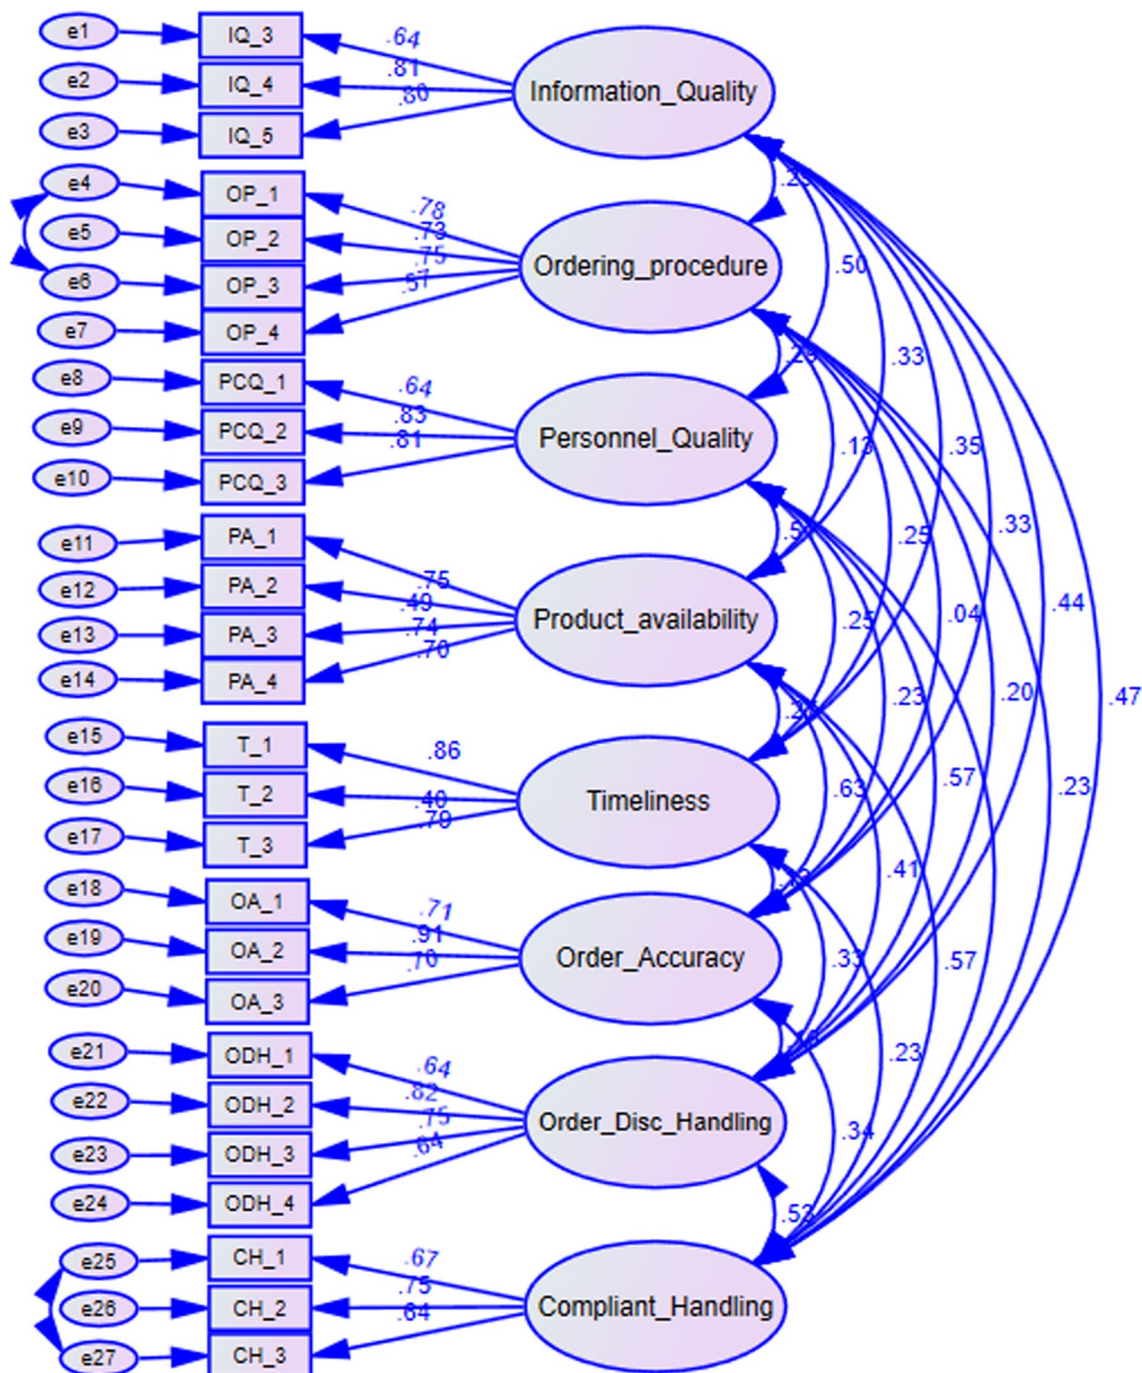 e1
IQ_3
.64
e2
IQ_4
.81
Information_Quality
e3
IQ_5
.80
e4
OP_1
.78
e5
OP_2
.73
Ordering_procedure
e6
OP_3
.75
e7
OP_4
.50
e8
PCQ_1
.64
.33
e9
PCQ_2
.83
Personnel_Quality
.13
.35
e10
PCQ_3
.81
e11
PA_1
.25
.33
e12
PA_2
.75
e13
PA_3
.49
Product_availability
.25
.04
.44
e14
PA_4
.74
.70
.23
.20
.47
e15
T_1
.86
e16
T_2
.40
Timeliness
.63
.57
.23
e17
T_3
.79
e18
OA_1
.71
.41
e19
OA_2
.91
Order_Accuracy
.33
.57
e20
OA_3
.70
e21
ODH_1
.64
.23
e22
ODH_2
.82
Order_Disc_Handling
.34
e23
ODH_3
.75
e24
ODH_4
.64
e25
CH_1
.67
e26
CH_2
.75
Compliant_Handling
e27
CH_3
.64